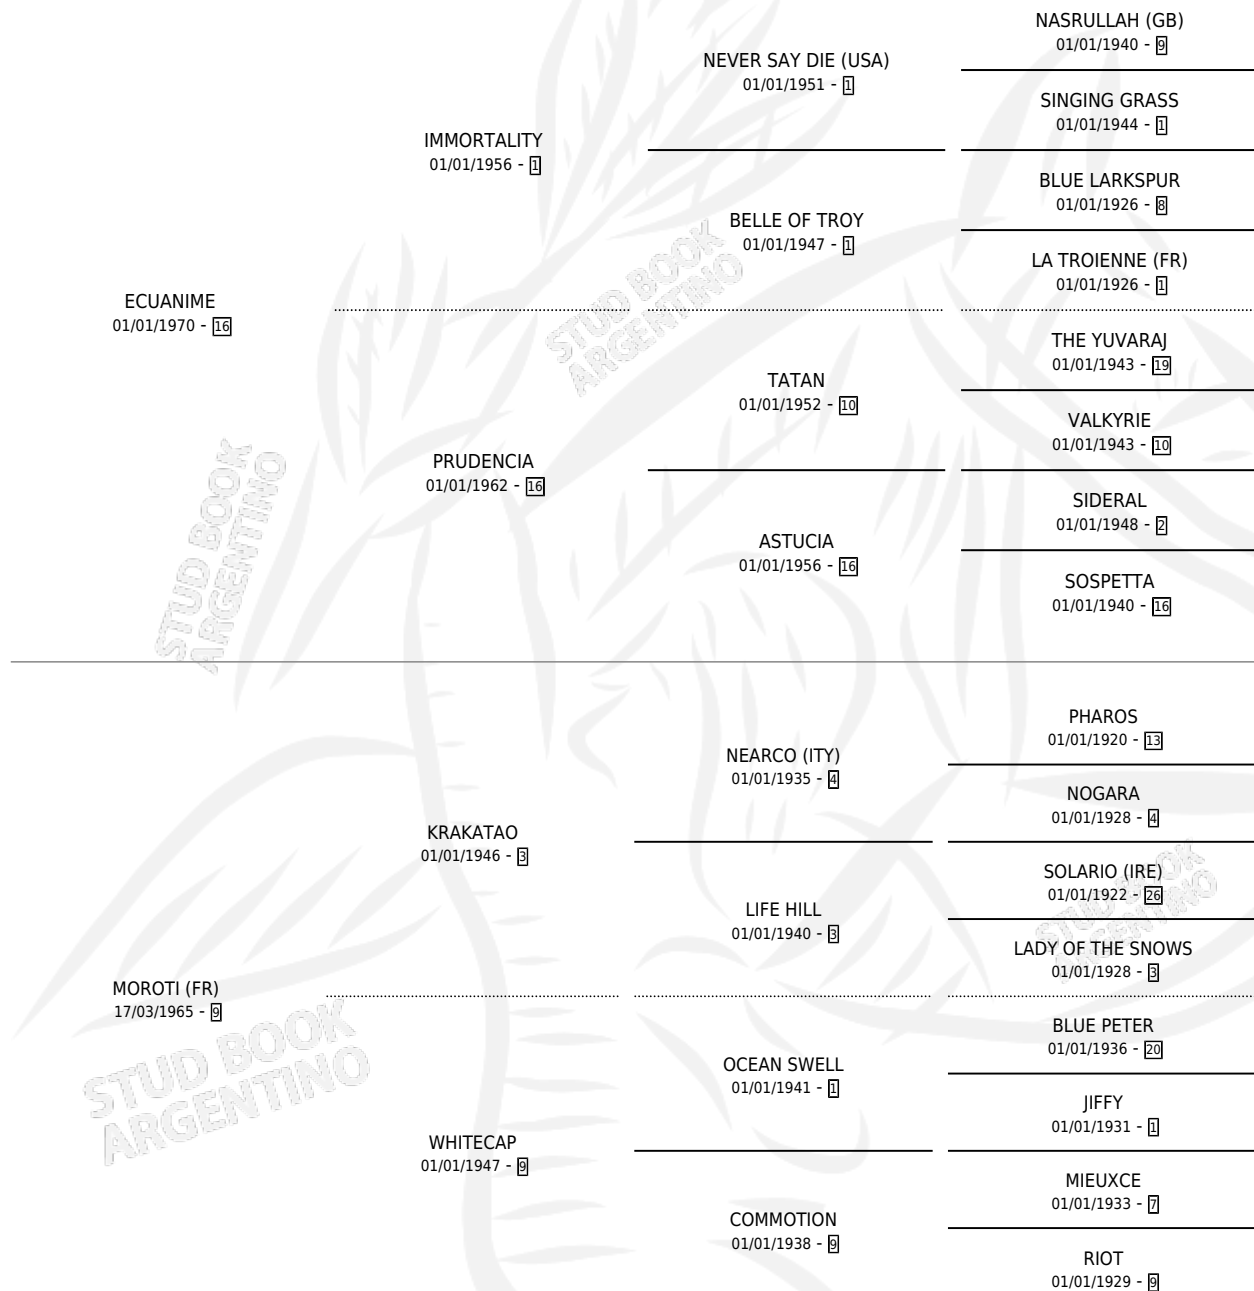 NASRULLAH (GB)
01/01/1940 - 9
NEVER SAY DIE (USA)
01/01/1951 - 1
SINGING GRASS
01/01/1944 - 1
IMMORTALITY
01/01/1956 - 1
BLUE LARKSPUR
01/01/1926 - 8
BELLE OF TROY
01/01/1947 - 1
LA TROIENNE (FR)
01/01/1926 - 1
ECUANIME
01/01/1970 - 16
THE YUVARAJ
01/01/1943 - 19
TATAN
01/01/1952 - 10
VALKYRIE
01/01/1943 - 10
PRUDENCIA
01/01/1962 - 16
SIDERAL
01/01/1948 - 2
ASTUCIA
01/01/1956 - 16
SOSPETTA
01/01/1940 - 16
PHAROS
01/01/1920 - 13
NEARCO (ITY)
01/01/1935 - 4
NOGARA
01/01/1928 - 4
KRAKATAO
01/01/1946 - 3
SOLARIO (IRE)
01/01/1922 - 26
LIFE HILL
01/01/1940 - 3
LADY OF THE SNOWS
01/01/1928 - 3
MOROTI (FR)
17/03/1965 - 9
BLUE PETER
01/01/1936 - 20
OCEAN SWELL
01/01/1941 - 1
JIFFY
01/01/1931 - 1
WHITECAP
01/01/1947 - 9
MIEUXCE
01/01/1933 - 7
COMMOTION
01/01/1938 - 9
RIOT
01/01/1929 - 9
STUD BOOK
ARGENTINO
STUD BOOK
ARGENTINO
STUD BOOK
ARGENTINO
STUD BOOK
ARGENTINO